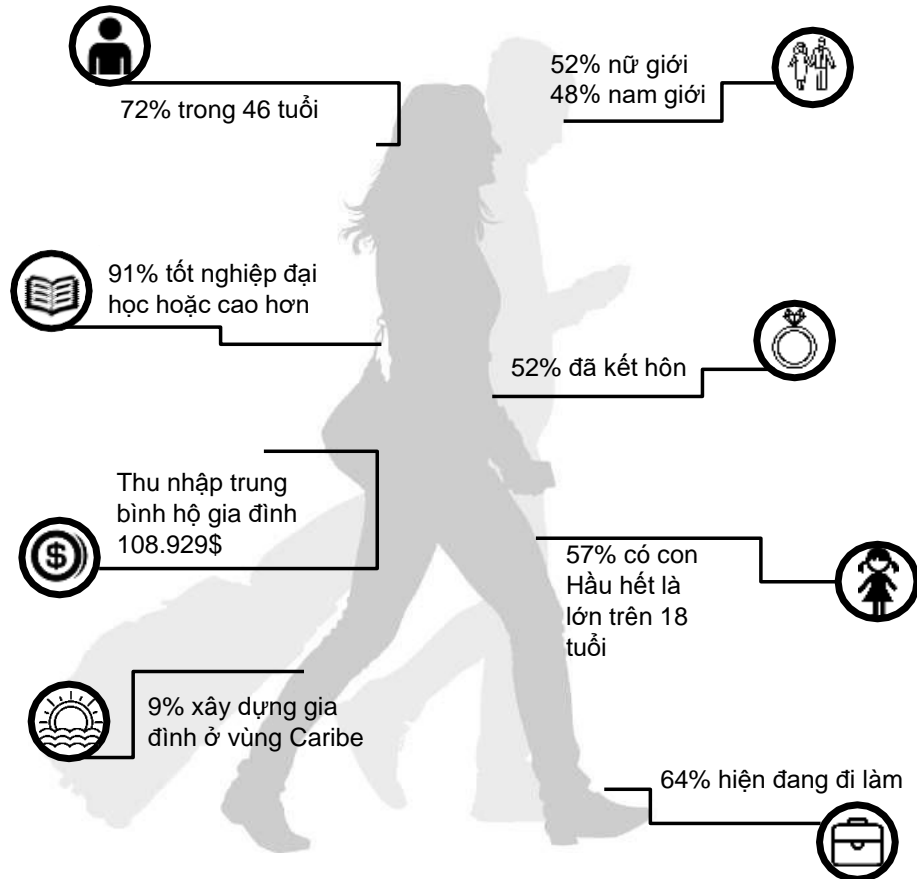 72% trong 46 tuổi
52% nữ giới
48% nam giới
91% tốt nghiệp đại
học hoặc cao hơn
52% đã kết hôn
Thu nhập trung
bình hộ gia đình
108.929$
57% có con
Hầu hết là
lớn trên 18
tuổi
9% xây dựng gia
đình ở vùng Caribe
64% hiện đang đi làm